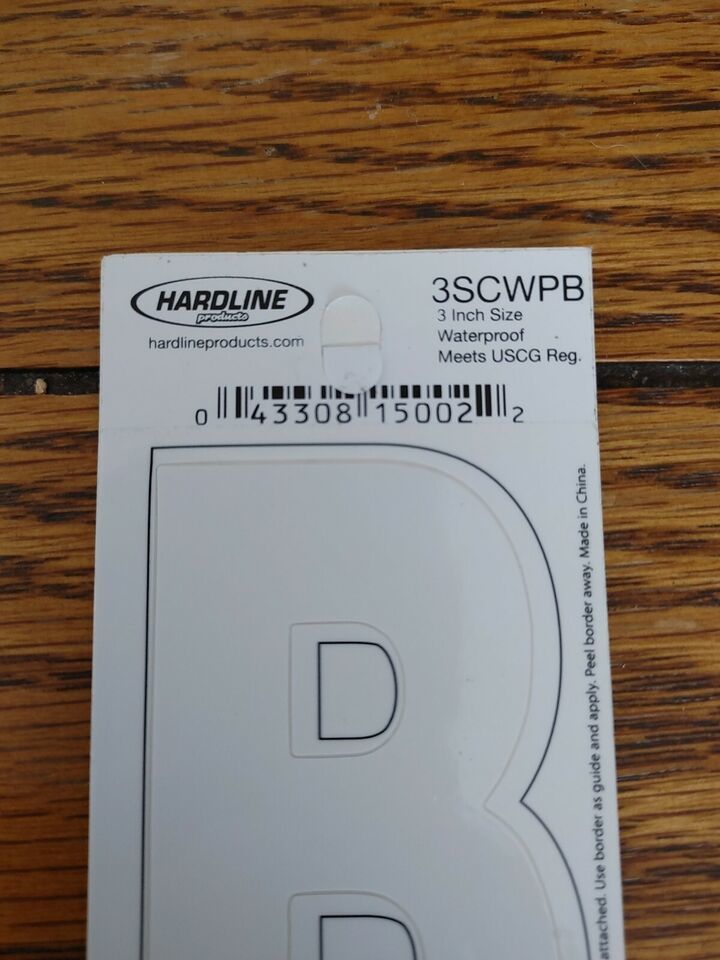 HARDLINE
products
hardlineproducts.com
3SCWPB
3 Inch Size
Waterproof
Meets USCG Reg.
0 43308 15002 2
B
attached. Use border as guide and apply. Peel border away. Made in China.